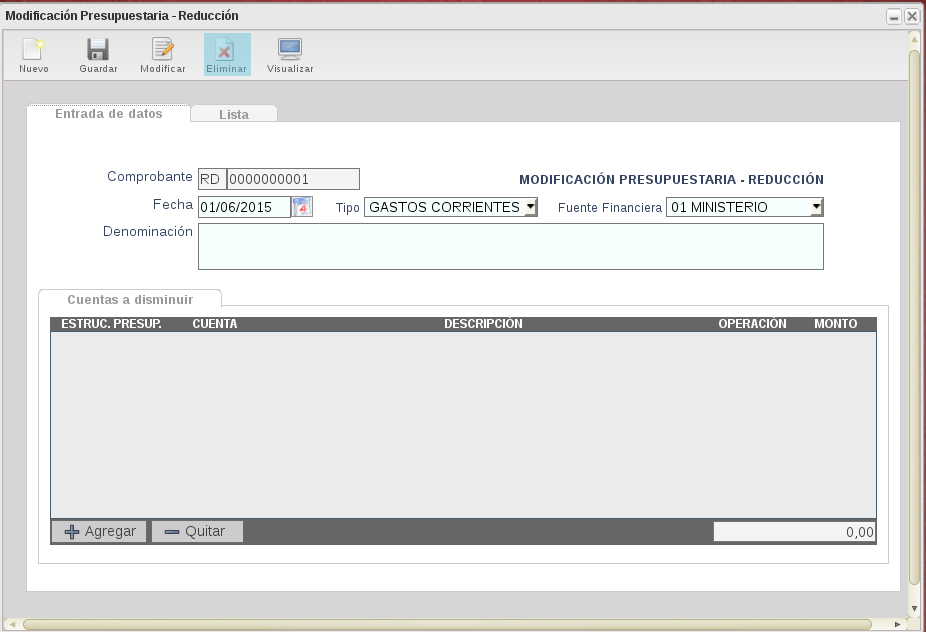 Modificación Presupuestaria - Reducción
Nuevo Guardar Modificar Eliminar Visualizar
Entrada de datos Lista
Comprobante RD 0000000001 MODIFICACIÓN PRESUPUESTARIA - REDUCCIÓN
Fecha 01/06/2015 Tipo GASTOS CORRIENTES Fuente Financiera 01 MINISTERIO
Denominación
Cuentas a disminuir
ESTRUC. PRESUP. CUENTA DESCRIPCIÓN OPERACIÓN MONTO
Agregar Quitar 0,00